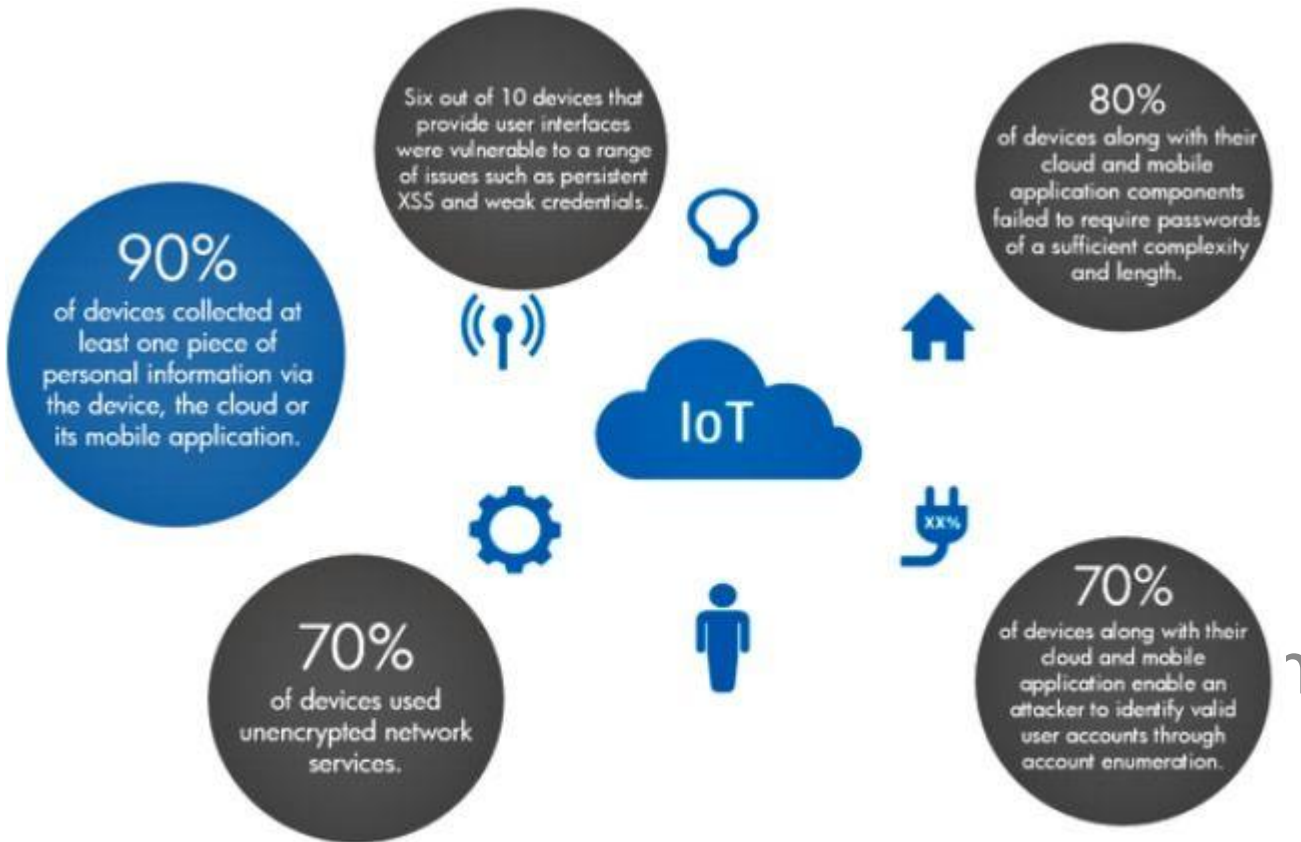 Six out of 10 devices that
provide user interfaces
were vulnerable to a range
of issues such as persistent
XSS and weak credentials.
80%
of devices along with their
cloud and mobile
application components
failed to require passwords
of a sufficient complexity
and length.
90%
of devices collected at
least one piece of
personal information via
the device, the cloud or
its mobile application.
IoT
XX%
70%
of devices used
unencrypted network
services.
70%
of devices along with their
cloud and mobile
application enable an
attacker to identify valid
user accounts through
account enumeration.